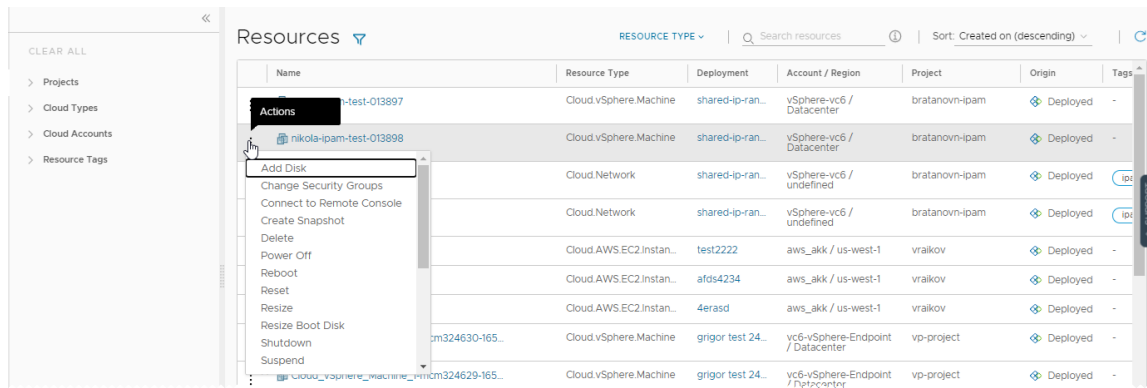 CLEAR ALL
Projects
Cloud Types
Cloud Accounts
Resource Tags
Resources
RESOURCE TYPE
Search resources
Sort: Created on (descending)
Name Resource Type Deployment Account / Region Project Origin Tags
-test-013897 Cloud.vSphere.Machine shared-ip-ran... vSphere-vc6 / bratanovn-ipam Deployed -
Datacenter
Actions
nikola-ipam-test-013898 Cloud.vSphere.Machine shared-ip-ran... vSphere-vc6 / bratanovn-ipam Deployed -
Datacenter
Cloud.Network shared-ip-ran... vSphere-vc6 / bratanovn-ipam Deployed ipa
undefined
Cloud.Network shared-ip-ran... vSphere-vc6 / bratanovn-ipam Deployed ipa
undefined
Cloud.AWS.EC2.Instan... test2222 aws_akk / us-west-1 vraikov Deployed -
Cloud.AWS.EC2.Instan... afds4234 aws_akk / us-west-1 vraikov Deployed -
Cloud.AWS.EC2.Instan... 4erasd aws_akk / us-west-1 vraikov Deployed -
cm324630-165... Cloud.vSphere.Machine grigor test 24... vc6-vSphere-Endpoint vp-project Deployed -
/ Datacenter
Cloud_vSphere_Machine_1-mcm324629-165... Cloud.vSphere.Machine grigor test 24... vc6-vSphere-Endpoint vp-project Deployed -
/ Datacenter
Add Disk
Change Security Groups
Connect to Remote Console
Create Snapshot
Delete
Power Off
Reboot
Reset
Resize
Resize Boot Disk
Shutdown
Suspend